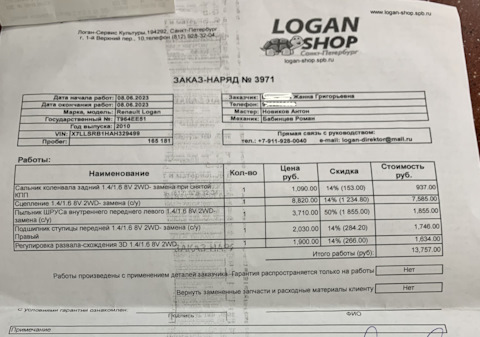 www.logan-shop.spb.ru
Логан-Сервис Культуры,194292, Санкт-Петербург
г. 1-й Верхний пер., 10,телефон (812) 928-32-04
LOGAN
SHOP
Санкт-Петербург
logan-shop.spb.ru
ЗАКАЗ-НАРЯД № 3971
Дата начала работ: 08.06.2023
Дата окончания работ: 08.06.2023
Марка, модель: Renault Logan
Государственный №: T964EE51
Год выпуска: 2010
VIN: X7LLSRB1HAH329499
Пробег: 155 181
Заказчик: Жанна Григорьевна
Телефон:
Мастер: Новиков Антон
Механик: Бабинцев Роман
Прямая связь с руководством:
тел.: +7-911-928-0040 e-mail: logan-direktor@mail.ru
Работы:
Наименование Кол-во Цена руб. Скидка Стоимость руб.
Сальник коленвала задний 1.4/1.6 8V 2WD- замена при снятой КПП 1 1,090.00 14% (153.00) 937.00
Сцепление 1.4/1.6 8V 2WD- замена (с/у) 1 8,820.00 14% (1 234.80) 7,585.00
Пыльник ШРУСа внутреннего переднего левого 1.4/1.6 8V 2WD- замена (с/у) 1 3,710.00 50% (1 855.00) 1,855.00
Подшипник ступицы передней 1.4/1.6 8V 2WD- замена (с/у) Правый 1 2,030.00 14% (284.20) 1,746.00
Регулировка развала-схождения 3D 1.4/1.6 8V 2WD 1 1,900.00 14% (266.00) 1,634.00
Итого работы (руб): 13,757.00
Работы произведены с применением деталей заказчика- Гарантия распространяется только на работы Нет
Вернуть замененные запчасти и расходные материалы клиенту Нет
С условиями гарантии ознакомлен:
подпись ФИО
Примечание